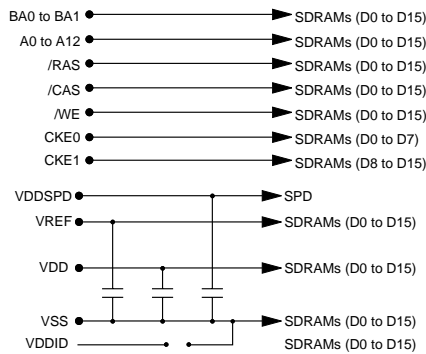 BA0 to BA1 SDRAMs (D0 to D15)
A0 to A12 SDRAMs (D0 to D15)
/RAS SDRAMs (D0 to D15)
/CAS SDRAMs (D0 to D15)
/WE SDRAMs (D0 to D15)
CKE0 SDRAMs (D0 to D7)
CKE1 SDRAMs (D8 to D15)
VDDSPD SPD
VREF SDRAMs (D0 to D15)
VDD SDRAMs (D0 to D15)
VSS SDRAMs (D0 to D15)
VDDID SDRAMs (D0 to D15)